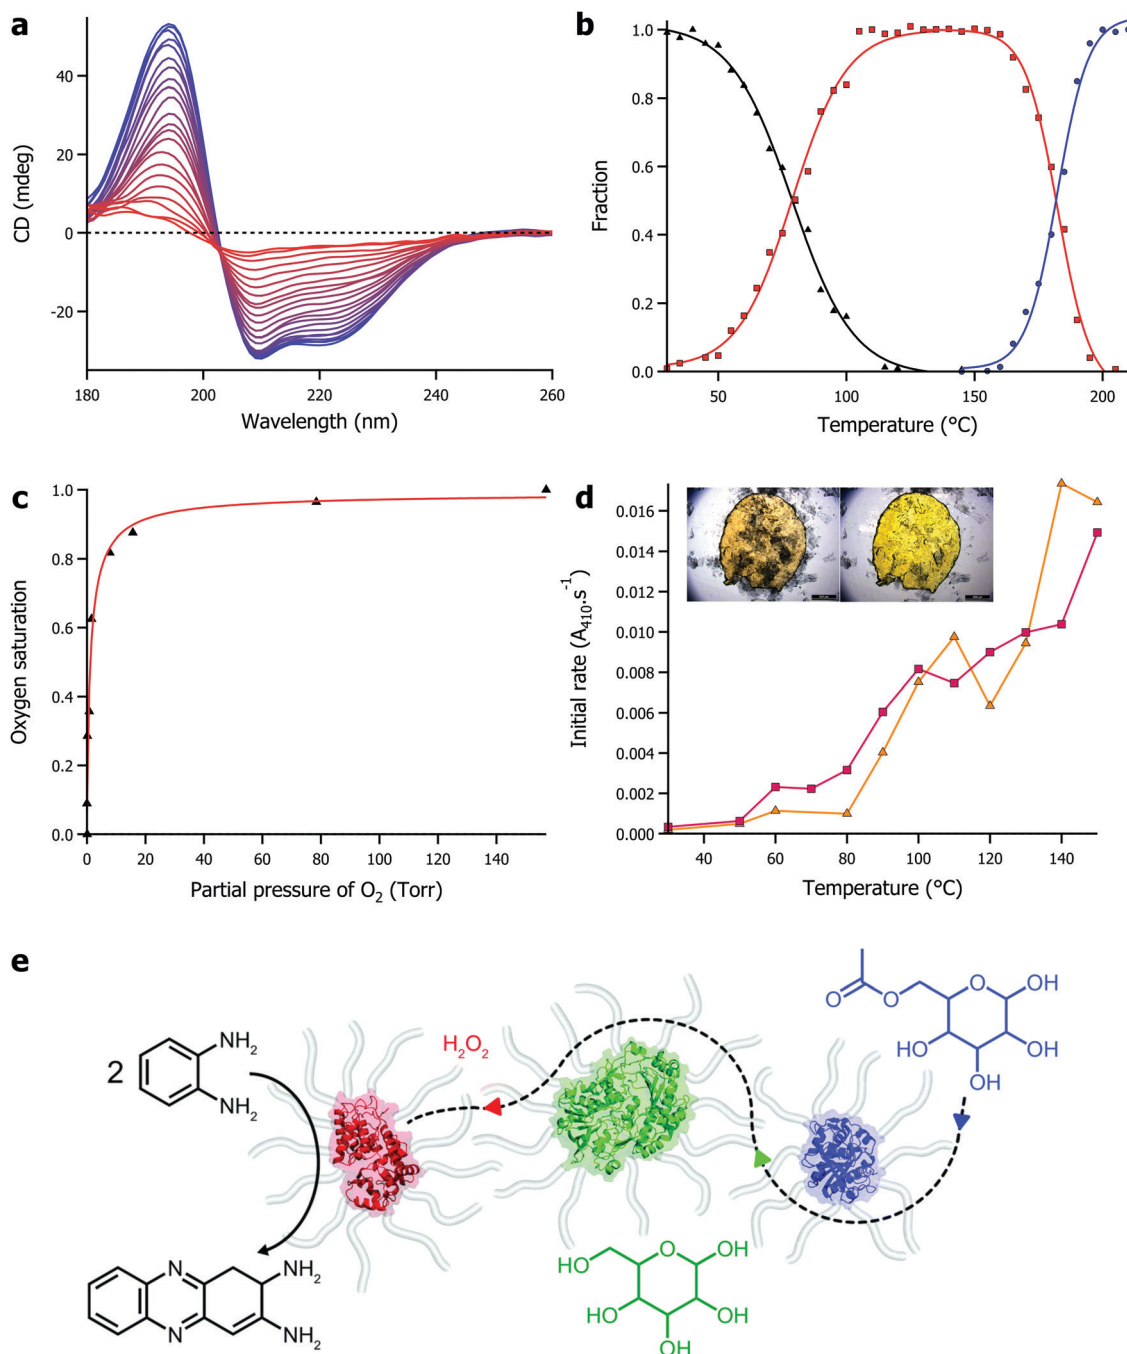 a
CD (mdeg)
40
20
0
-20
180
200
220
240
260
Wavelength (nm)
b
Fraction
1.0
0.8
0.6
0.4
0.2
0.0
50
100
150
200
Temperature (°C)
c
Oxygen saturation
1.0
0.8
0.6
0.4
0.2
0.0
0
20
40
60
80
100
120
140
Partial pressure of O2 (Torr)
d
Initial rate (A410.s-1)
0.016
0.014
0.012
0.010
0.008
0.006
0.004
0.002
0.000
40
60
80
100
120
140
Temperature (°C)
e
2
NH2
NH2
H2O2
O
O
O
OH
HO
OH
OH
N
NH2
N
NH2
HO
O
OH
HO
OH
OH